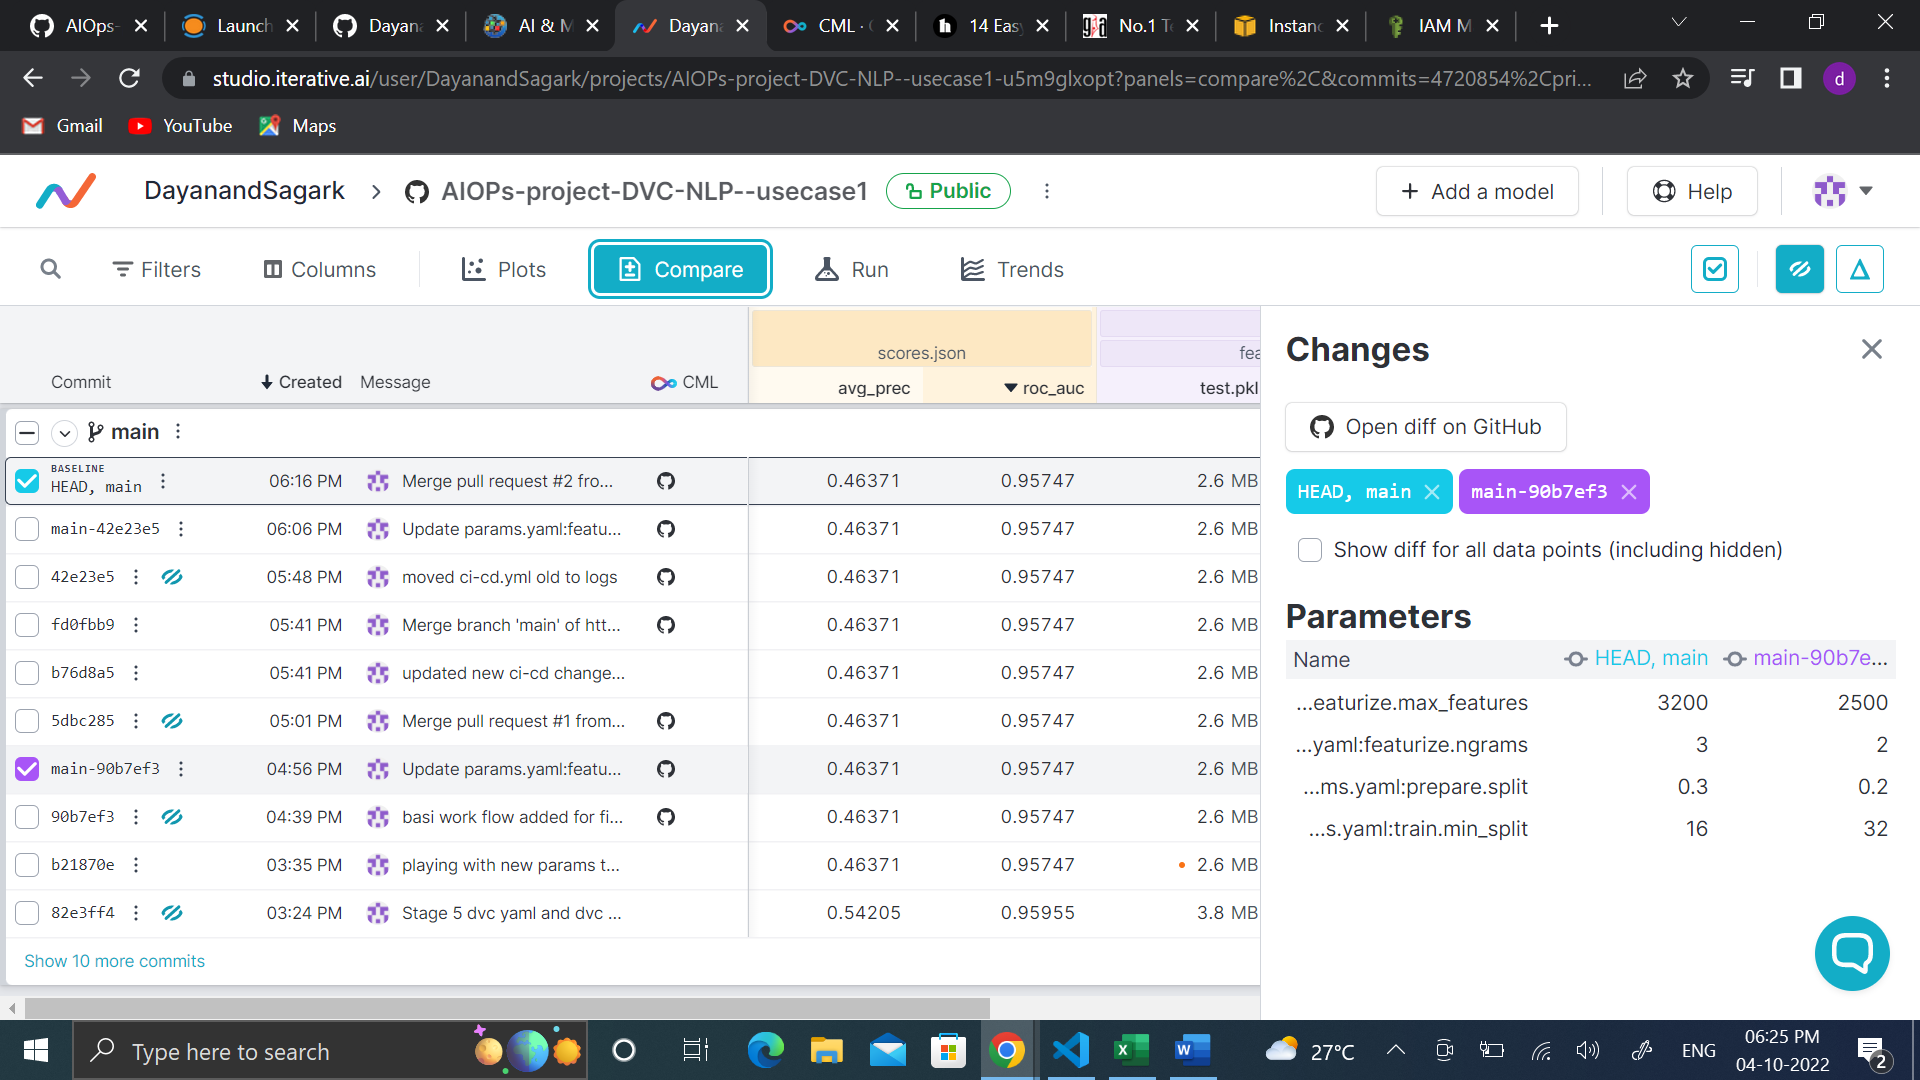 AIOps-
Launch
Dayan
AI & M
Dayan
CML ·
14 Eas
No.1 T
Instan
IAM M
studio.iterative.ai/user/DayanandSagark/projects/AIOPs-project-DVC-NLP--usecase1-u5m9glxopt?panels=compare%2C&commits=4720854%2Cpri...
d
Gmail
YouTube
Maps
DayanandSagark > AIOPs-project-DVC-NLP--usecase1 Public
+ Add a model
Help
Filters
Columns
Plots
Compare
Run
Trends
scores.json
fea
Commit Created Message CML avg_prec roc_auc test.pkl
main
BASELINE
HEAD, main 06:16 PM Merge pull request #2 fro... 0.46371 0.95747 2.6 MB
main-42e23e5 06:06 PM Update params.yaml:featu... 0.46371 0.95747 2.6 MB
42e23e5 05:48 PM moved ci-cd.yml old to logs 0.46371 0.95747 2.6 MB
fd0fbb9 05:41 PM Merge branch 'main' of htt... 0.46371 0.95747 2.6 MB
b76d8a5 05:41 PM updated new ci-cd change... 0.46371 0.95747 2.6 MB
5dbc285 05:01 PM Merge pull request #1 from... 0.46371 0.95747 2.6 MB
main-90b7ef3 04:56 PM Update params.yaml:featu... 0.46371 0.95747 2.6 MB
90b7ef3 04:39 PM basi work flow added for fi... 0.46371 0.95747 2.6 MB
b21870e 03:35 PM playing with new params t... 0.46371 0.95747 2.6 MB
82e3ff4 03:24 PM Stage 5 dvc yaml and dvc ... 0.54205 0.95955 3.8 MB
Show 10 more commits
Changes
Open diff on GitHub
HEAD, main
main-90b7ef3
Show diff for all data points (including hidden)
Parameters
Name HEAD, main main-90b7e...
...eaturize.max_features 3200 2500
...yaml:featurize.ngrams 3 2
...ms.yaml:prepare.split 0.3 0.2
...s.yaml:train.min_split 16 32
Type here to search
27°C
ENG
06:25 PM
04-10-2022
2